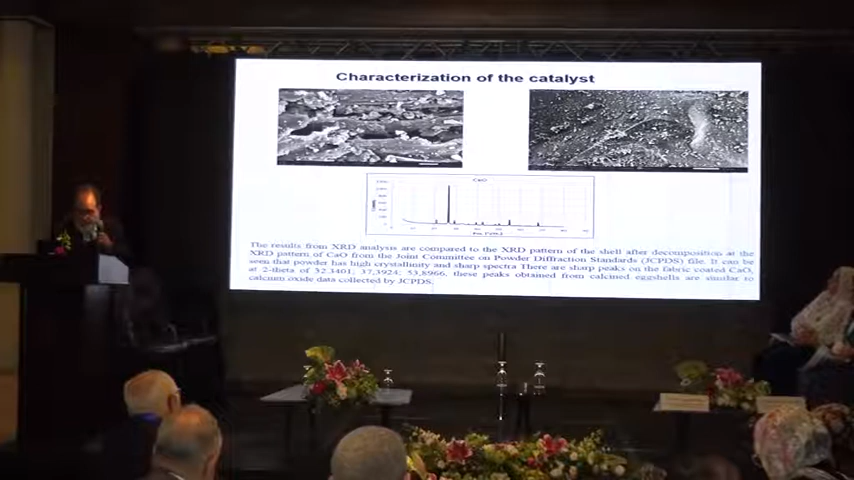 Characterization of the catalyst
CaO
The results from XRD analysis are compared to the XRD pattern of the shell after decomposition at the
XRD pattern of CaO from the Joint Committee on Powder Diffraction Standards (JCPDS) file. It can be
seen that powder has high crystallinity and sharp spectra There are sharp peaks on the fabric coated CaO,
at 2-theta of 32.3401; 37,3924; 53,8966, these peaks obtained from calcined eggshells are similar to
calcium oxide data collected by JCPDS.